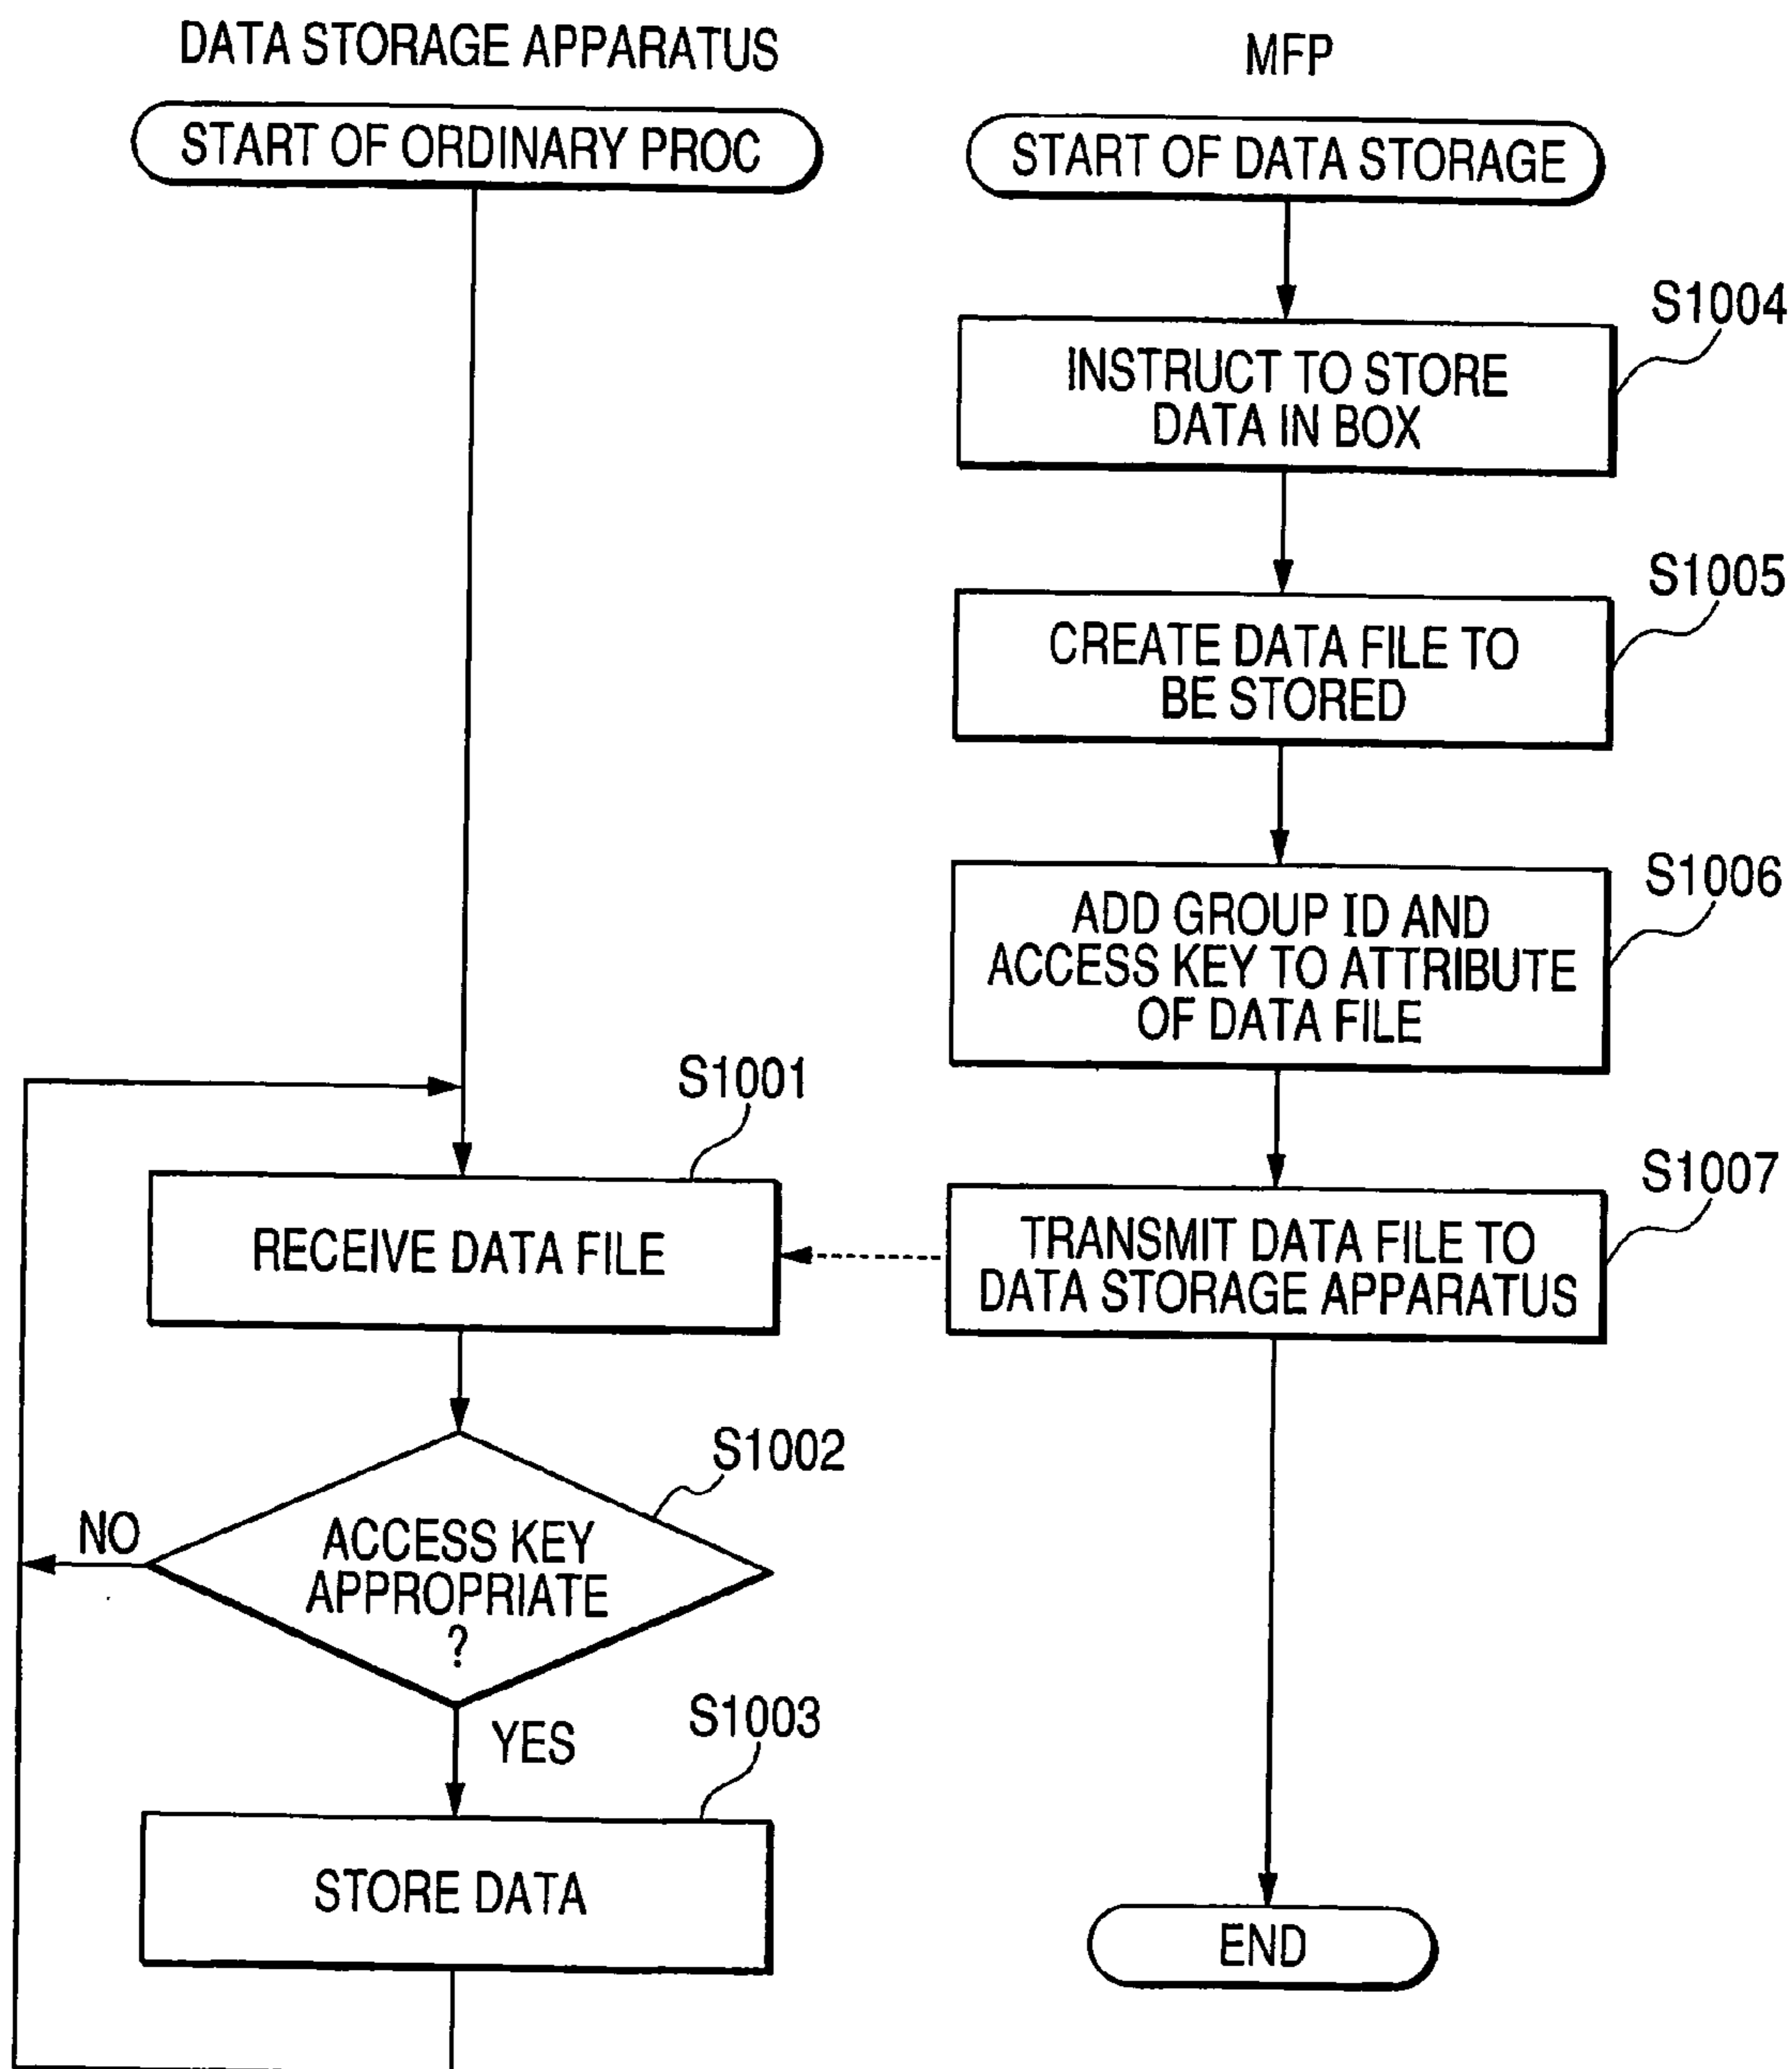 DATA STORAGE APPARATUS
START OF ORDINARY PROC
S1001
RECEIVE DATA FILE
S1002
ACCESS KEY
APPROPRIATE
?
NO
YES
S1003
STORE DATA
MFP
START OF DATA STORAGE
S1004
INSTRUCT TO STORE
DATA IN BOX
S1005
CREATE DATA FILE TO
BE STORED
S1006
ADD GROUP ID AND
ACCESS KEY TO ATTRIBUTE
OF DATA FILE
S1007
TRANSMIT DATA FILE TO
DATA STORAGE APPARATUS
END